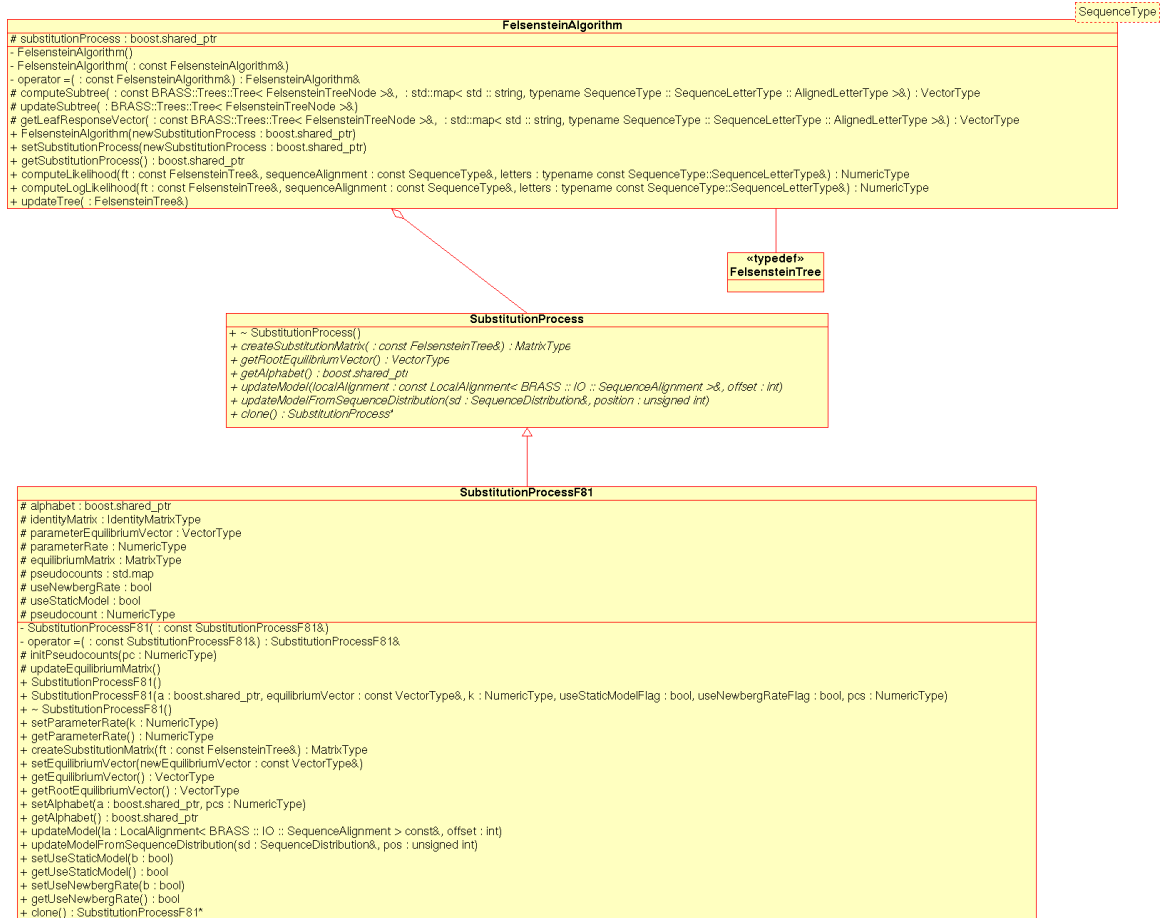 SequenceType
FelsensteinAlgorithm
# substitutionProcess : boost.shared_ptr
- FelsensteinAlgorithm()
- FelsensteinAlgorithm( : const FelsensteinAlgorithm&)
- operator =( : const FelsensteinAlgorithm&) : FelsensteinAlgorithm&
# computeSubtree( : const BRASS::Trees::Tree< FelsensteinTreeNode >&, : std::map< std :: string, typename SequenceType :: SequenceLetterType :: AlignedLetterType >&) : VectorType
# updateSubtree( : BRASS::Trees::Tree< FelsensteinTreeNode >&)
# getLeafResponseVector( : const BRASS::Trees::Tree< FelsensteinTreeNode >&, : std::map< std :: string, typename SequenceType :: SequenceLetterType :: AlignedLetterType >&) : VectorType
+ FelsensteinAlgorithm(newSubstitutionProcess : boost.shared_ptr)
+ setSubstitutionProcess(newSubstitutionProcess : boost.shared_ptr)
+ getSubstitutionProcess() : boost.shared_ptr
+ computeLikelihood(ft : const FelsensteinTree&, sequenceAlignment : const SequenceType&, letters : typename const SequenceType::SequenceLetterType&) : NumericType
+ computeLogLikelihood(ft : const FelsensteinTree&, sequenceAlignment : const SequenceType&, letters : typename const SequenceType::SequenceLetterType&) : NumericType
+ updateTree( : FelsensteinTree&)
«typedef»
FelsensteinTree
SubstitutionProcess
+ ~ SubstitutionProcess()
+ createSubstitutionMatrix( : const FelsensteinTree&) : MatrixType
+ getRootEquilibriumVector() : VectorType
+ getAlphabet() : boost.shared_ptr
+ updateModel(localAlignment : const LocalAlignment< BRASS :: IO :: SequenceAlignment >&, offset : int)
+ updateModelFromSequenceDistribution(sd : SequenceDistribution&, position : unsigned int)
+ clone() : SubstitutionProcess*
SubstitutionProcessF81
# alphabet : boost.shared_ptr
# identityMatrix : IdentityMatrixType
# parameterEquilibriumVector : VectorType
# parameterRate : NumericType
# equilibriumMatrix : MatrixType
# pseudocounts : std.map
# useNewbergRate : bool
# useStaticModel : bool
# pseudocount : NumericType
- SubstitutionProcessF81( : const SubstitutionProcessF81&)
- operator =( : const SubstitutionProcessF81&) : SubstitutionProcessF81&
# initPseudocounts(pc : NumericType)
# updateEquilibriumMatrix()
+ SubstitutionProcessF81()
+ SubstitutionProcessF81(a : boost.shared_ptr, equilibriumVector : const VectorType&, k : NumericType, useStaticModelFlag : bool, useNewbergRateFlag : bool, pcs : NumericType)
+ ~ SubstitutionProcessF81()
+ setParameterRate(k : NumericType)
+ getParameterRate() : NumericType
+ createSubstitutionMatrix(ft : const FelsensteinTree&) : MatrixType
+ setEquilibriumVector(newEquilibriumVector : const VectorType&)
+ getEquilibriumVector() : VectorType
+ getRootEquilibriumVector() : VectorType
+ setAlphabet(a : boost.shared_ptr, pcs : NumericType)
+ getAlphabet() : boost.shared_ptr
+ updateModel(la : LocalAlignment< BRASS :: IO :: SequenceAlignment > const&, offset : int)
+ updateModelFromSequenceDistribution(sd : SequenceDistribution&, pos : unsigned int)
+ setUseStaticModel(b : bool)
+ getUseStaticModel() : bool
+ setUseNewbergRate(b : bool)
+ getUseNewbergRate() : bool
+ clone() : SubstitutionProcessF81*